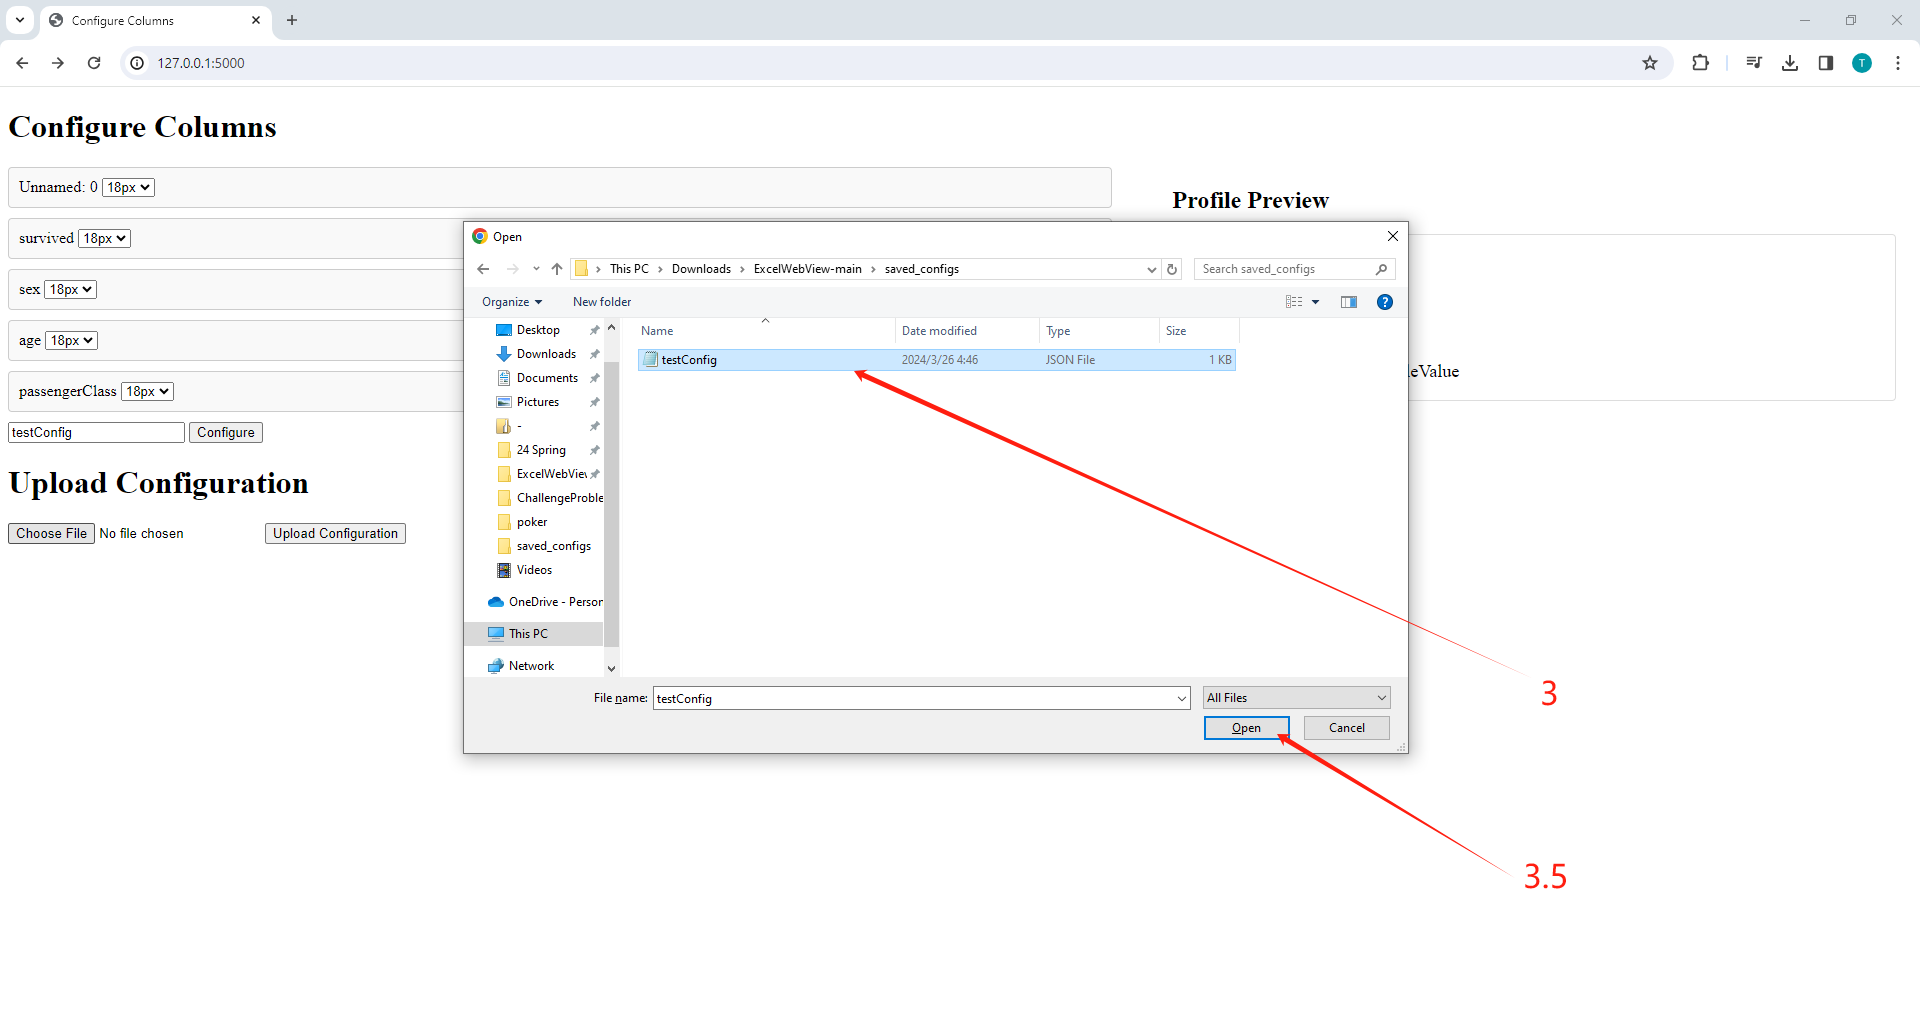 Configure Columns
127.0.0.1:5000
T
Configure Columns
Unnamed: 0 18px
survived 18px
sex 18px
age 18px
passengerClass 18px
testConfig Configure
Upload Configuration
Choose File No file chosen Upload Configuration
Profile Preview
eValue
Open
This PC Downloads ExcelWebView-main saved_configs Search saved_configs
Organize New folder ?
Desktop
Downloads
Documents
Pictures
-
24 Spring
ExcelWebViev
ChallengeProble
poker
saved_configs
Videos
OneDrive - Person
This PC
Network
Name Date modified Type Size
testConfig 2024/3/26 4:46 JSON File 1 KB
File name: testConfig All Files
Open Cancel
3
3.5